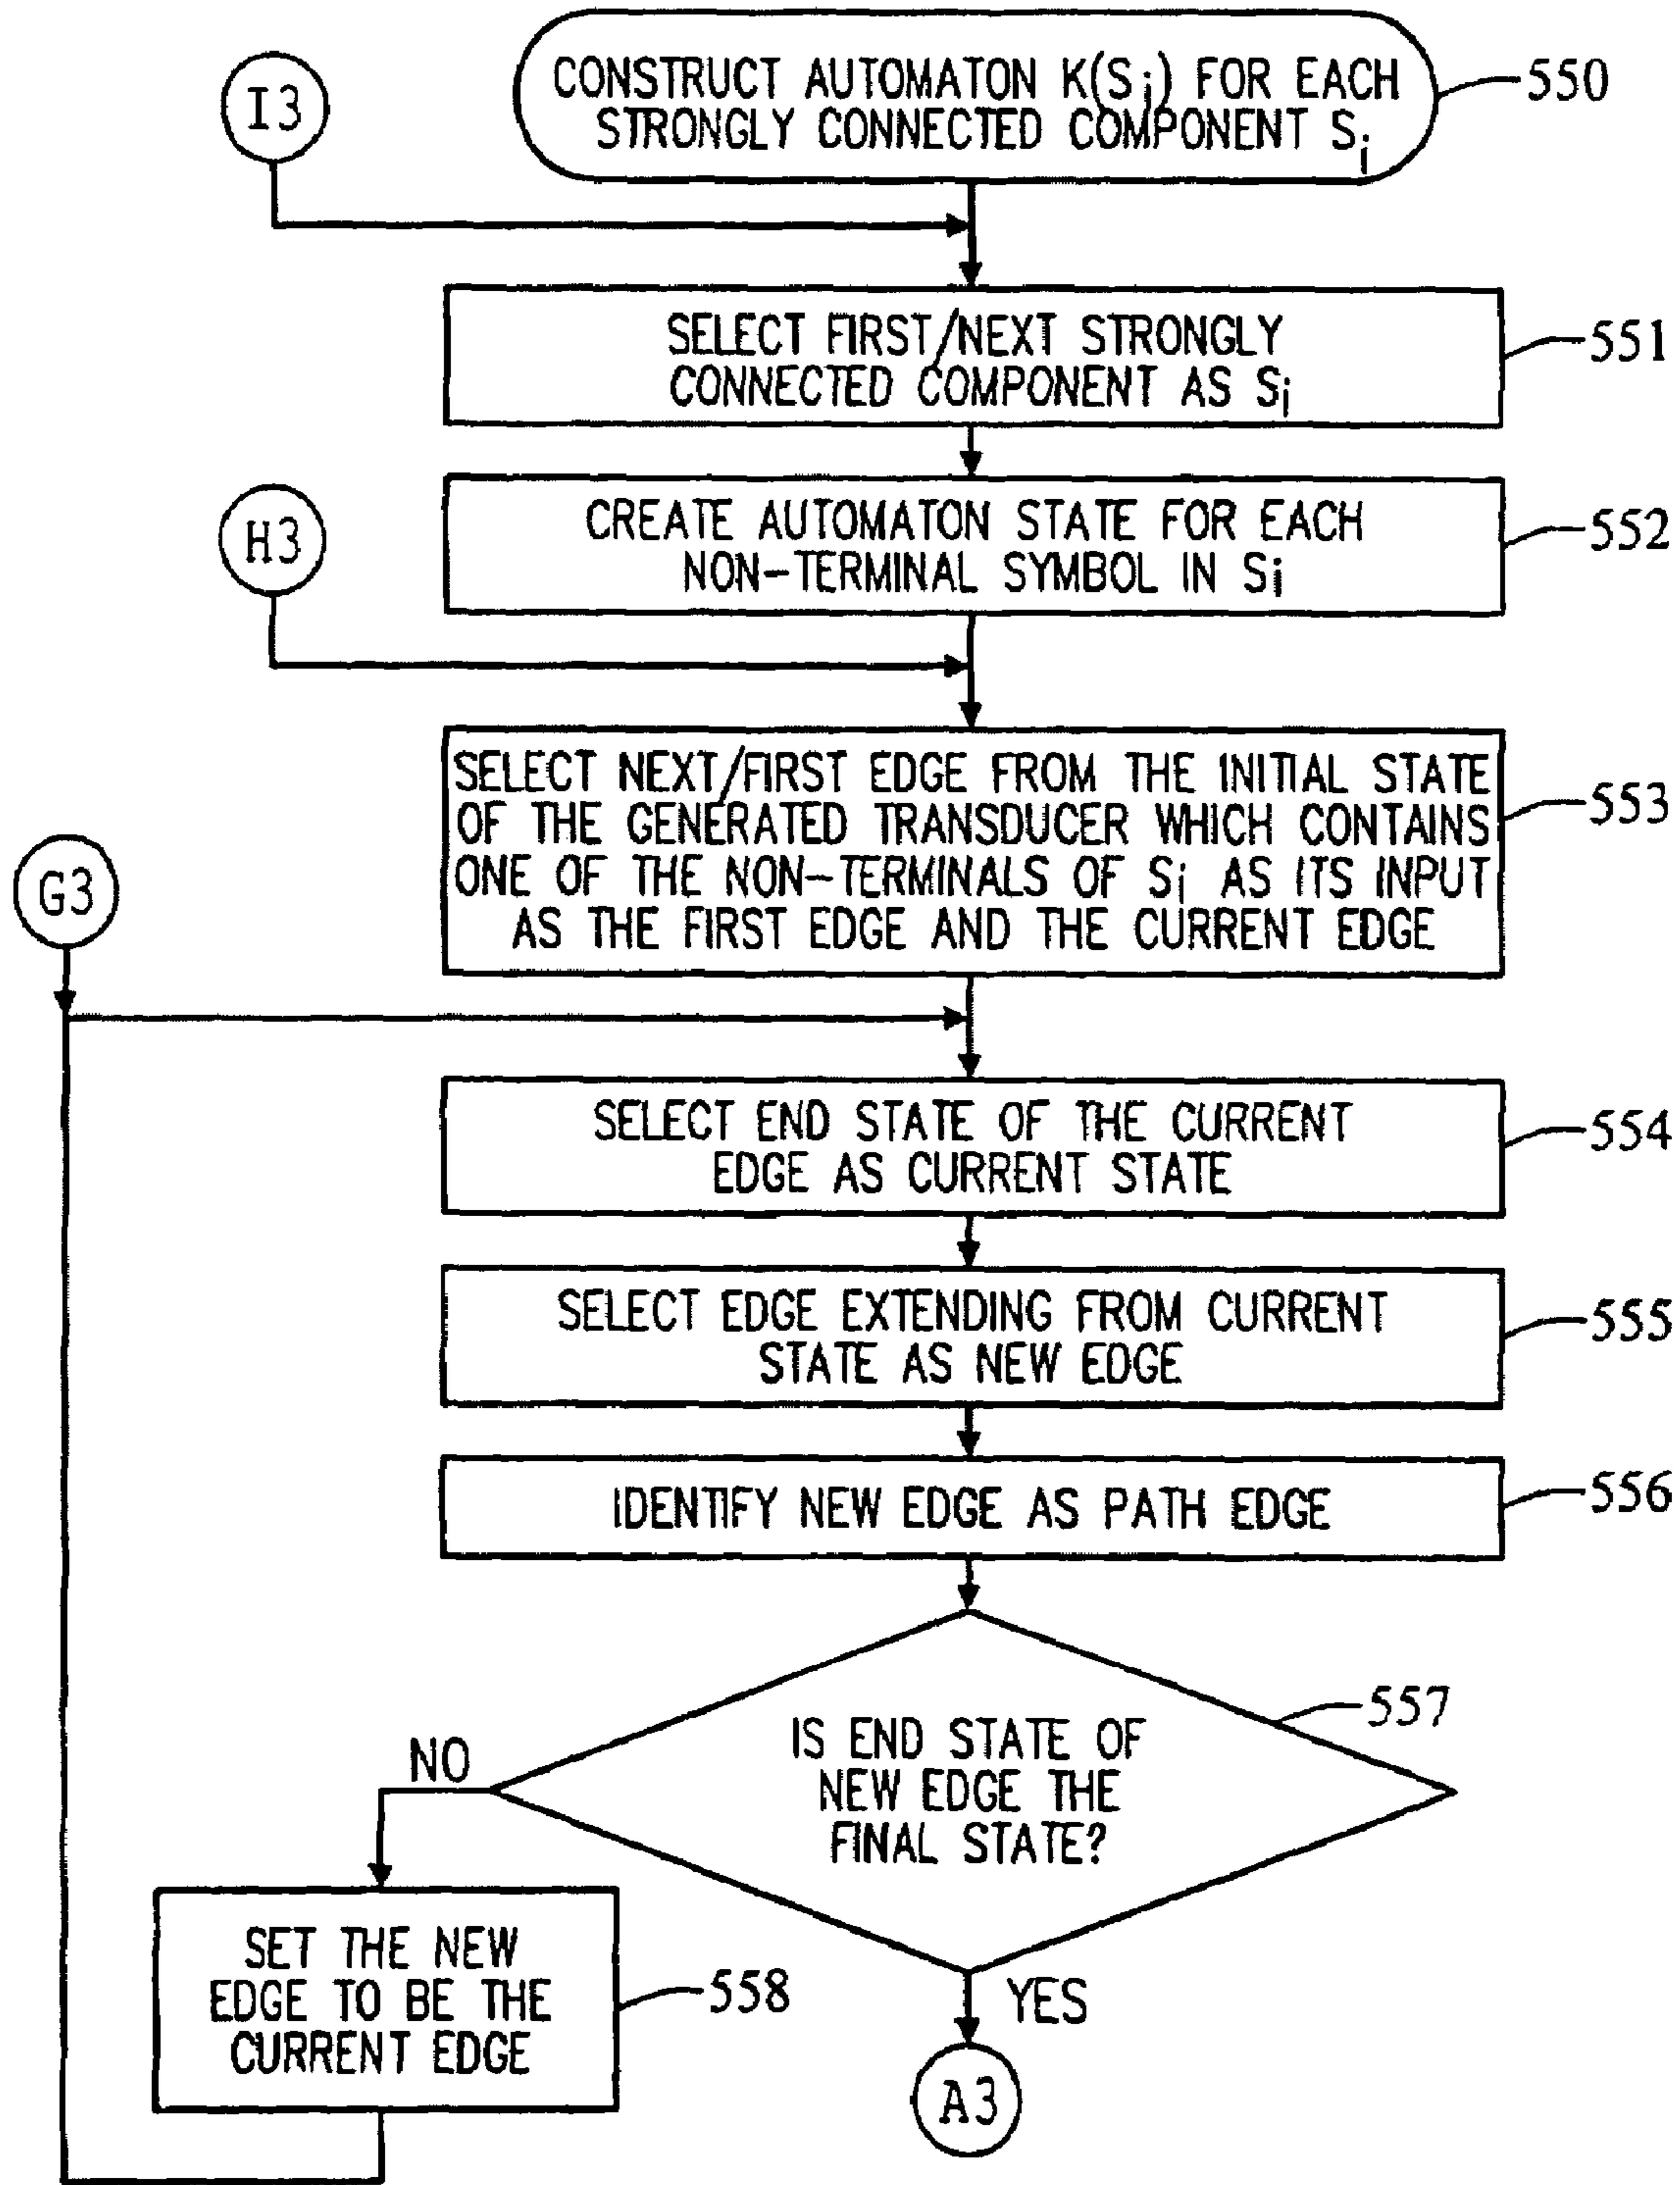 I3
CONSTRUCT AUTOMATON K(Si) FOR EACH
STRONGLY CONNECTED COMPONENT Si
550
SELECT FIRST/NEXT STRONGLY
CONNECTED COMPONENT AS Si
551
H3
CREATE AUTOMATON STATE FOR EACH
NON-TERMINAL SYMBOL IN Si
552
G3
SELECT NEXT/FIRST EDGE FROM THE INITIAL STATE
OF THE GENERATED TRANSDUCER WHICH CONTAINS
ONE OF THE NON-TERMINALS OF Si AS ITS INPUT
AS THE FIRST EDGE AND THE CURRENT EDGE
553
SELECT END STATE OF THE CURRENT
EDGE AS CURRENT STATE
554
SELECT EDGE EXTENDING FROM CURRENT
STATE AS NEW EDGE
555
IDENTIFY NEW EDGE AS PATH EDGE
556
IS END STATE OF
NEW EDGE THE
FINAL STATE?
557
NO
SET THE NEW
EDGE TO BE THE
CURRENT EDGE
558
YES
A3